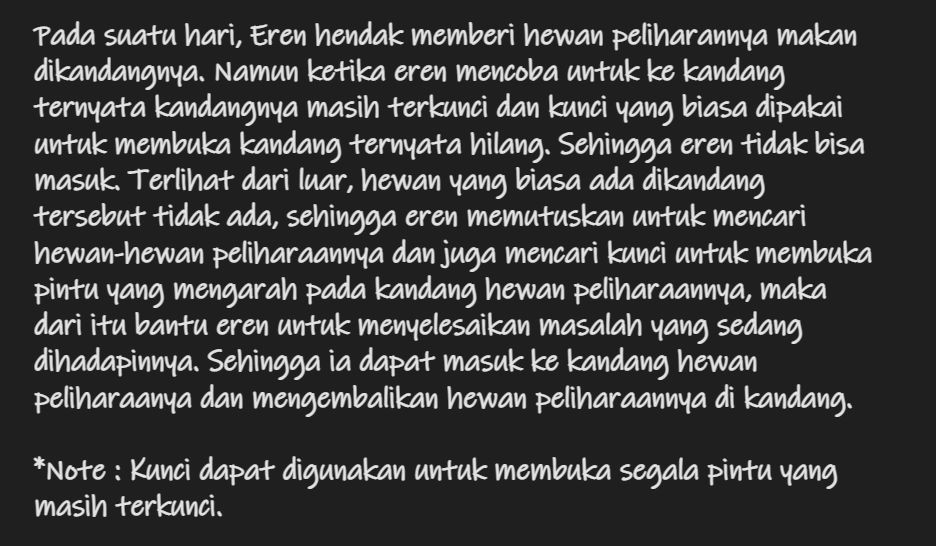 Pada suatu hari, Eren hendak memberi hewan peliharannya makan
dikandangnya. Namun ketika eren mencoba untuk ke kandang
ternyata kandangnya masih terkunci dan kunci yang biasa dipakai
untuk membuka kandang ternyata hilang. Sehingga eren tidak bisa
masuk. Terlihat dari luar, hewan yang biasa ada dikandang
tersebut tidak ada, sehingga eren memutuskan untuk mencari
hewan-hewan peliharaannya dan juga mencari kunci untuk membuka
pintu yang mengarah pada kandang hewan peliharaannya, maka
dari itu bantu eren untuk menyelesaikan masalah yang sedang
dihadapinnya. Sehingga ia dapat masuk ke kandang hewan
peliharaanya dan mengembalikan hewan peliharaannya di kandang.
*Note : Kunci dapat digunakan untuk membuka segala pintu yang
masih terkunci.